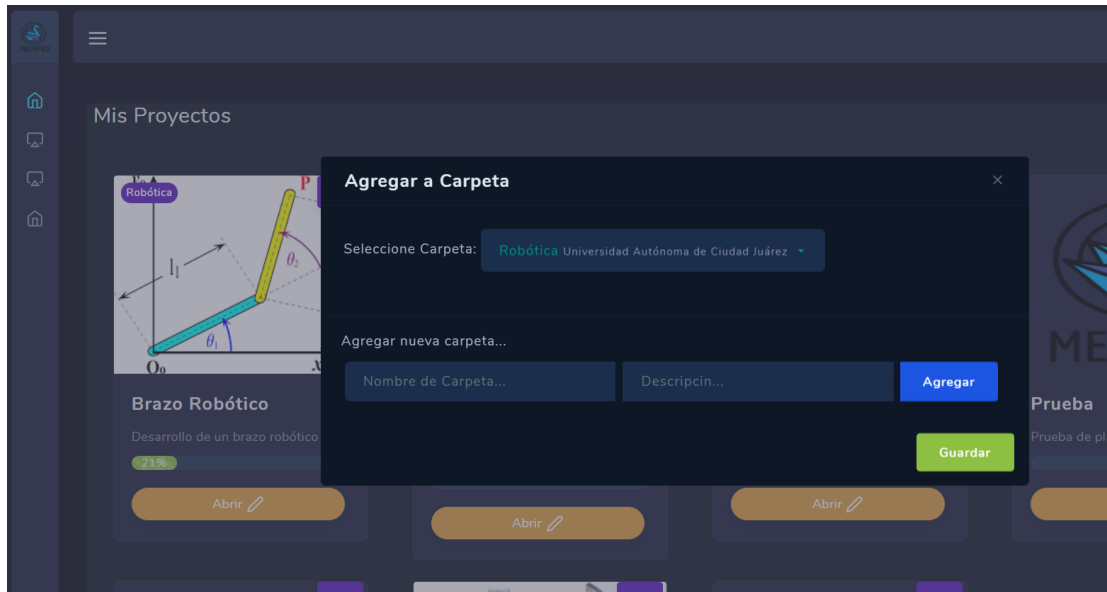 Mis Proyectos
Robótica
P
l1
θ2
θ1
O0
x
Brazo Robótico
Desarrollo de un brazo robótico
21%
Abrir
Agregar a Carpeta
×
Seleccione Carpeta: Robótica Universidad Autónoma de Ciudad Juárez
Agregar nueva carpeta...
Nombre de Carpeta... Descripcin... Agregar
Guardar
Abrir
Abrir
ME
Prueba
Prueba de pl